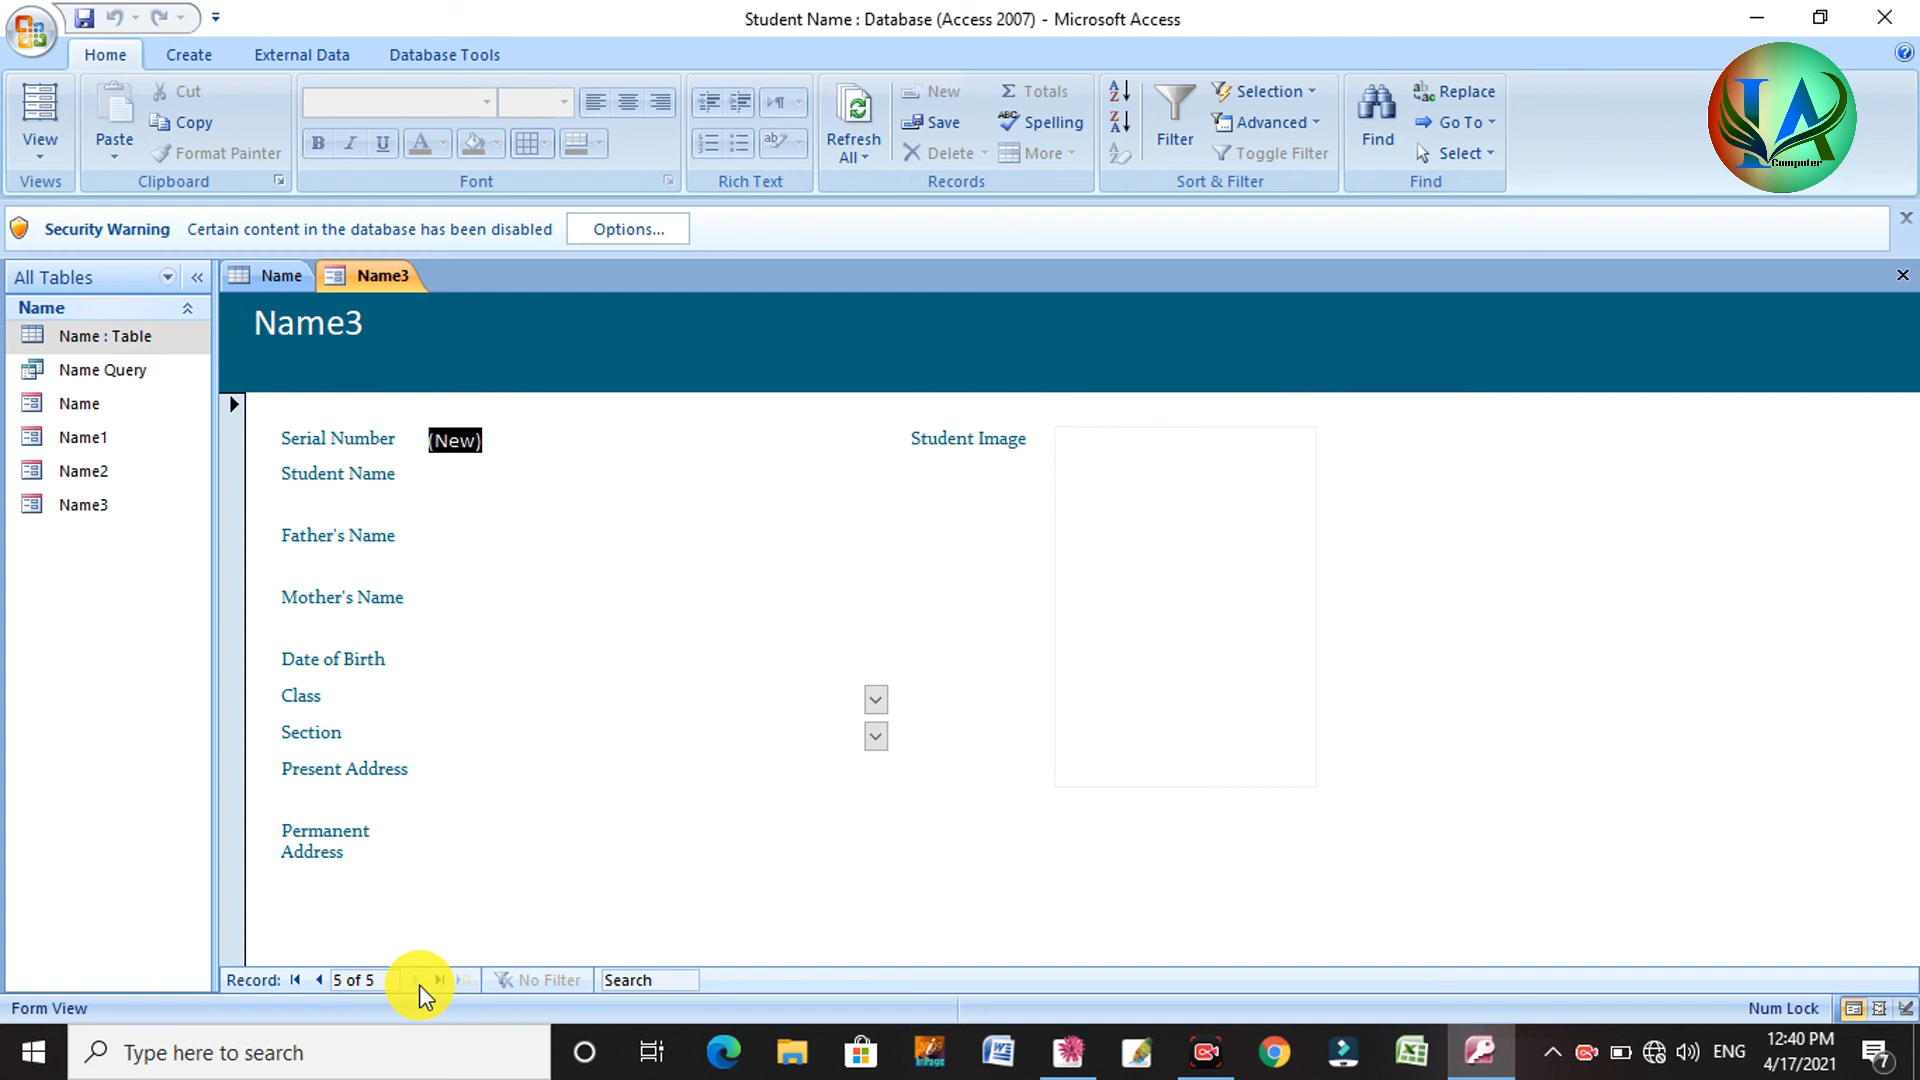 Student Name : Database (Access 2007) - Microsoft Access
Home Create External Data Database Tools
View
Views
Paste
Cut
Copy
Format Painter
Clipboard
B I U A
Font
Rich Text
Refresh All
New
Save
Delete
Totals
Spelling
More
Records
Filter
Selection
Advanced
Toggle Filter
Sort & Filter
Find
Replace
Go To
Select
Find
IA
Computer
Security Warning Certain content in the database has been disabled Options...
All Tables
Name
Name : Table
Name Query
Name
Name1
Name2
Name3
Name Name3
Name3
Serial Number (New)
Student Name
Father's Name
Mother's Name
Date of Birth
Class
Section
Present Address
Permanent
Address
Student Image
Record: 5 of 5 No Filter Search
Form View Num Lock
Type here to search
ENG
12:40 PM
4/17/2021
7